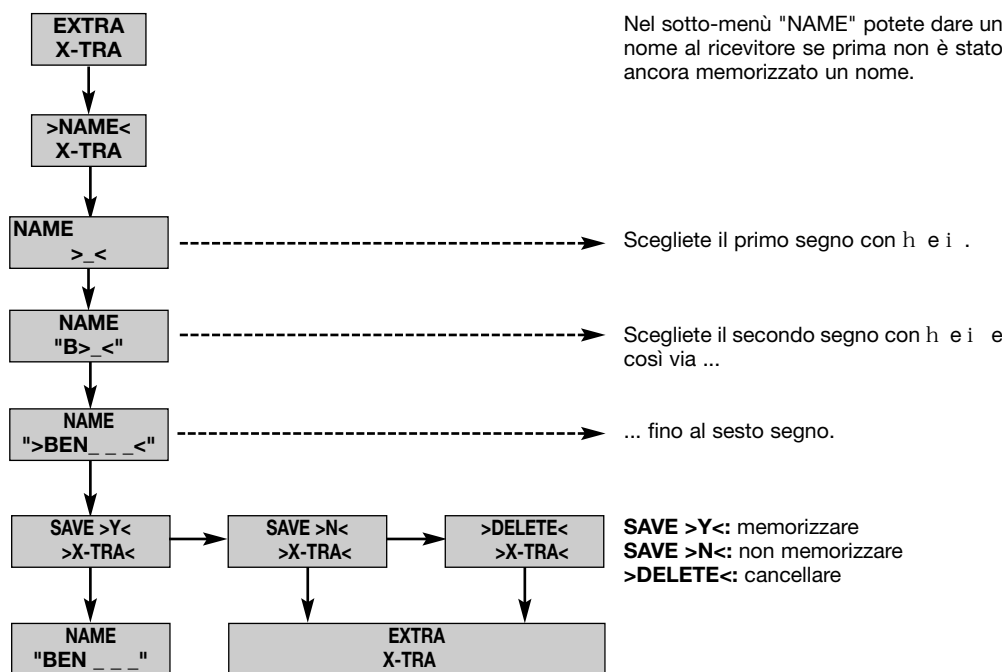 EXTRA
X-TRA
Nel sotto-menù "NAME" potete dare un
nome al ricevitore se prima non è stato
ancora memorizzato un nome.
>NAME<
X-TRA
NAME
>_<
Scegliete il primo segno con h e i .
NAME
"B>_<"
Scegliete il secondo segno con h e i e
così via ...
NAME
">BEN_ _ _<"
... fino al sesto segno.
SAVE >Y<
>X-TRA<
SAVE >N<
>X-TRA<
>DELETE<
>X-TRA<
SAVE >Y<: memorizzare
SAVE >N<: non memorizzare
>DELETE<: cancellare
NAME
"BEN _ _ _"
EXTRA
X-TRA